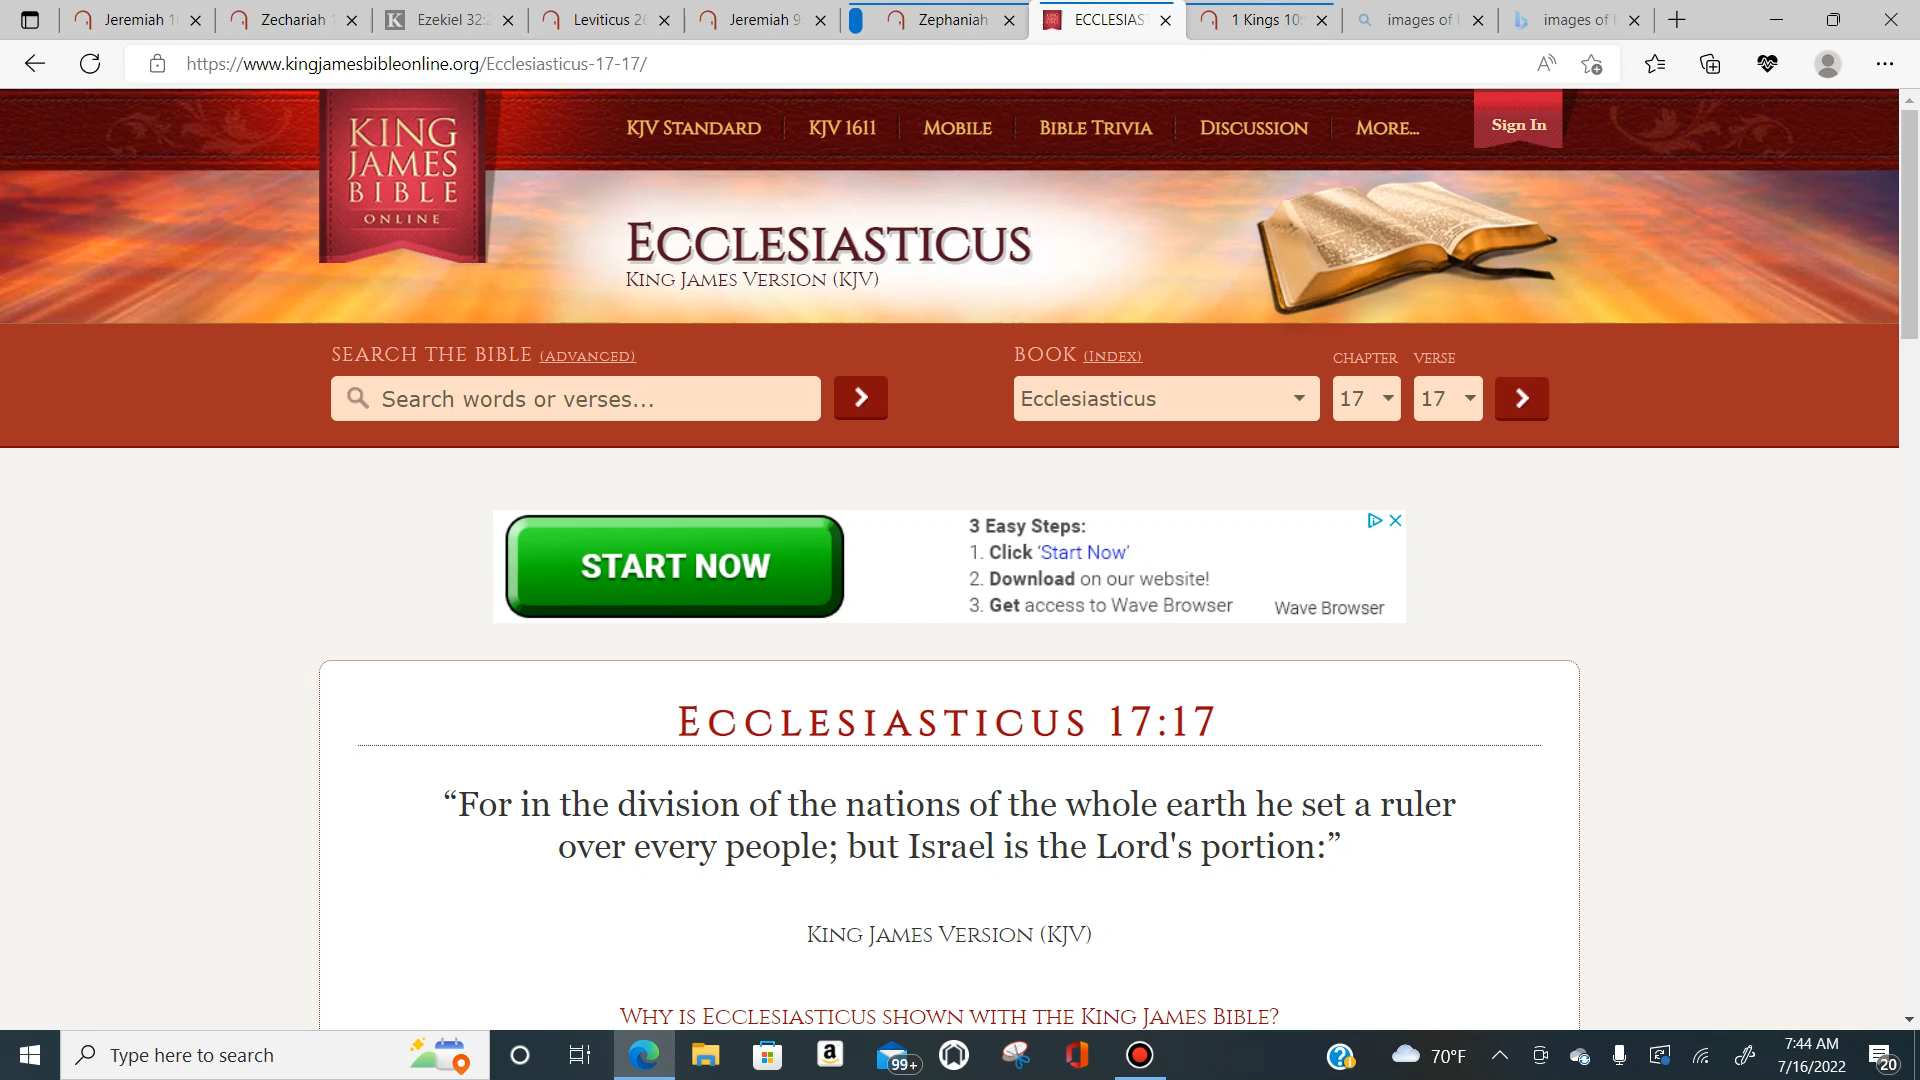 Jeremiah 1
Zechariah 1
Ezekiel 32:2
Leviticus 26
Jeremiah 9:
Zephaniah
ECCLESIAST
1 Kings 10:
images of
images of
https://www.kingjamesbibleonline.org/Ecclesiasticus-17-17/
KING JAMES BIBLE ONLINE
KJV Standard
KJV 1611
Mobile
Bible Trivia
Discussion
More...
Sign In
Ecclesiasticus
King James Version (KJV)
SEARCH THE BIBLE (Advanced)
Search words or verses...
BOOK (Index)
CHAPTER
VERSE
Ecclesiasticus
17
17
START NOW
3 Easy Steps:
1. Click 'Start Now'
2. Download on our website!
3. Get access to Wave Browser
Wave Browser
Ecclesiasticus 17:17
“For in the division of the nations of the whole earth he set a ruler
over every people; but Israel is the Lord's portion:”
King James Version (KJV)
Why is Ecclesiasticus shown with the King James Bible?
Type here to search
99+
70°F
7:44 AM
7/16/2022
20